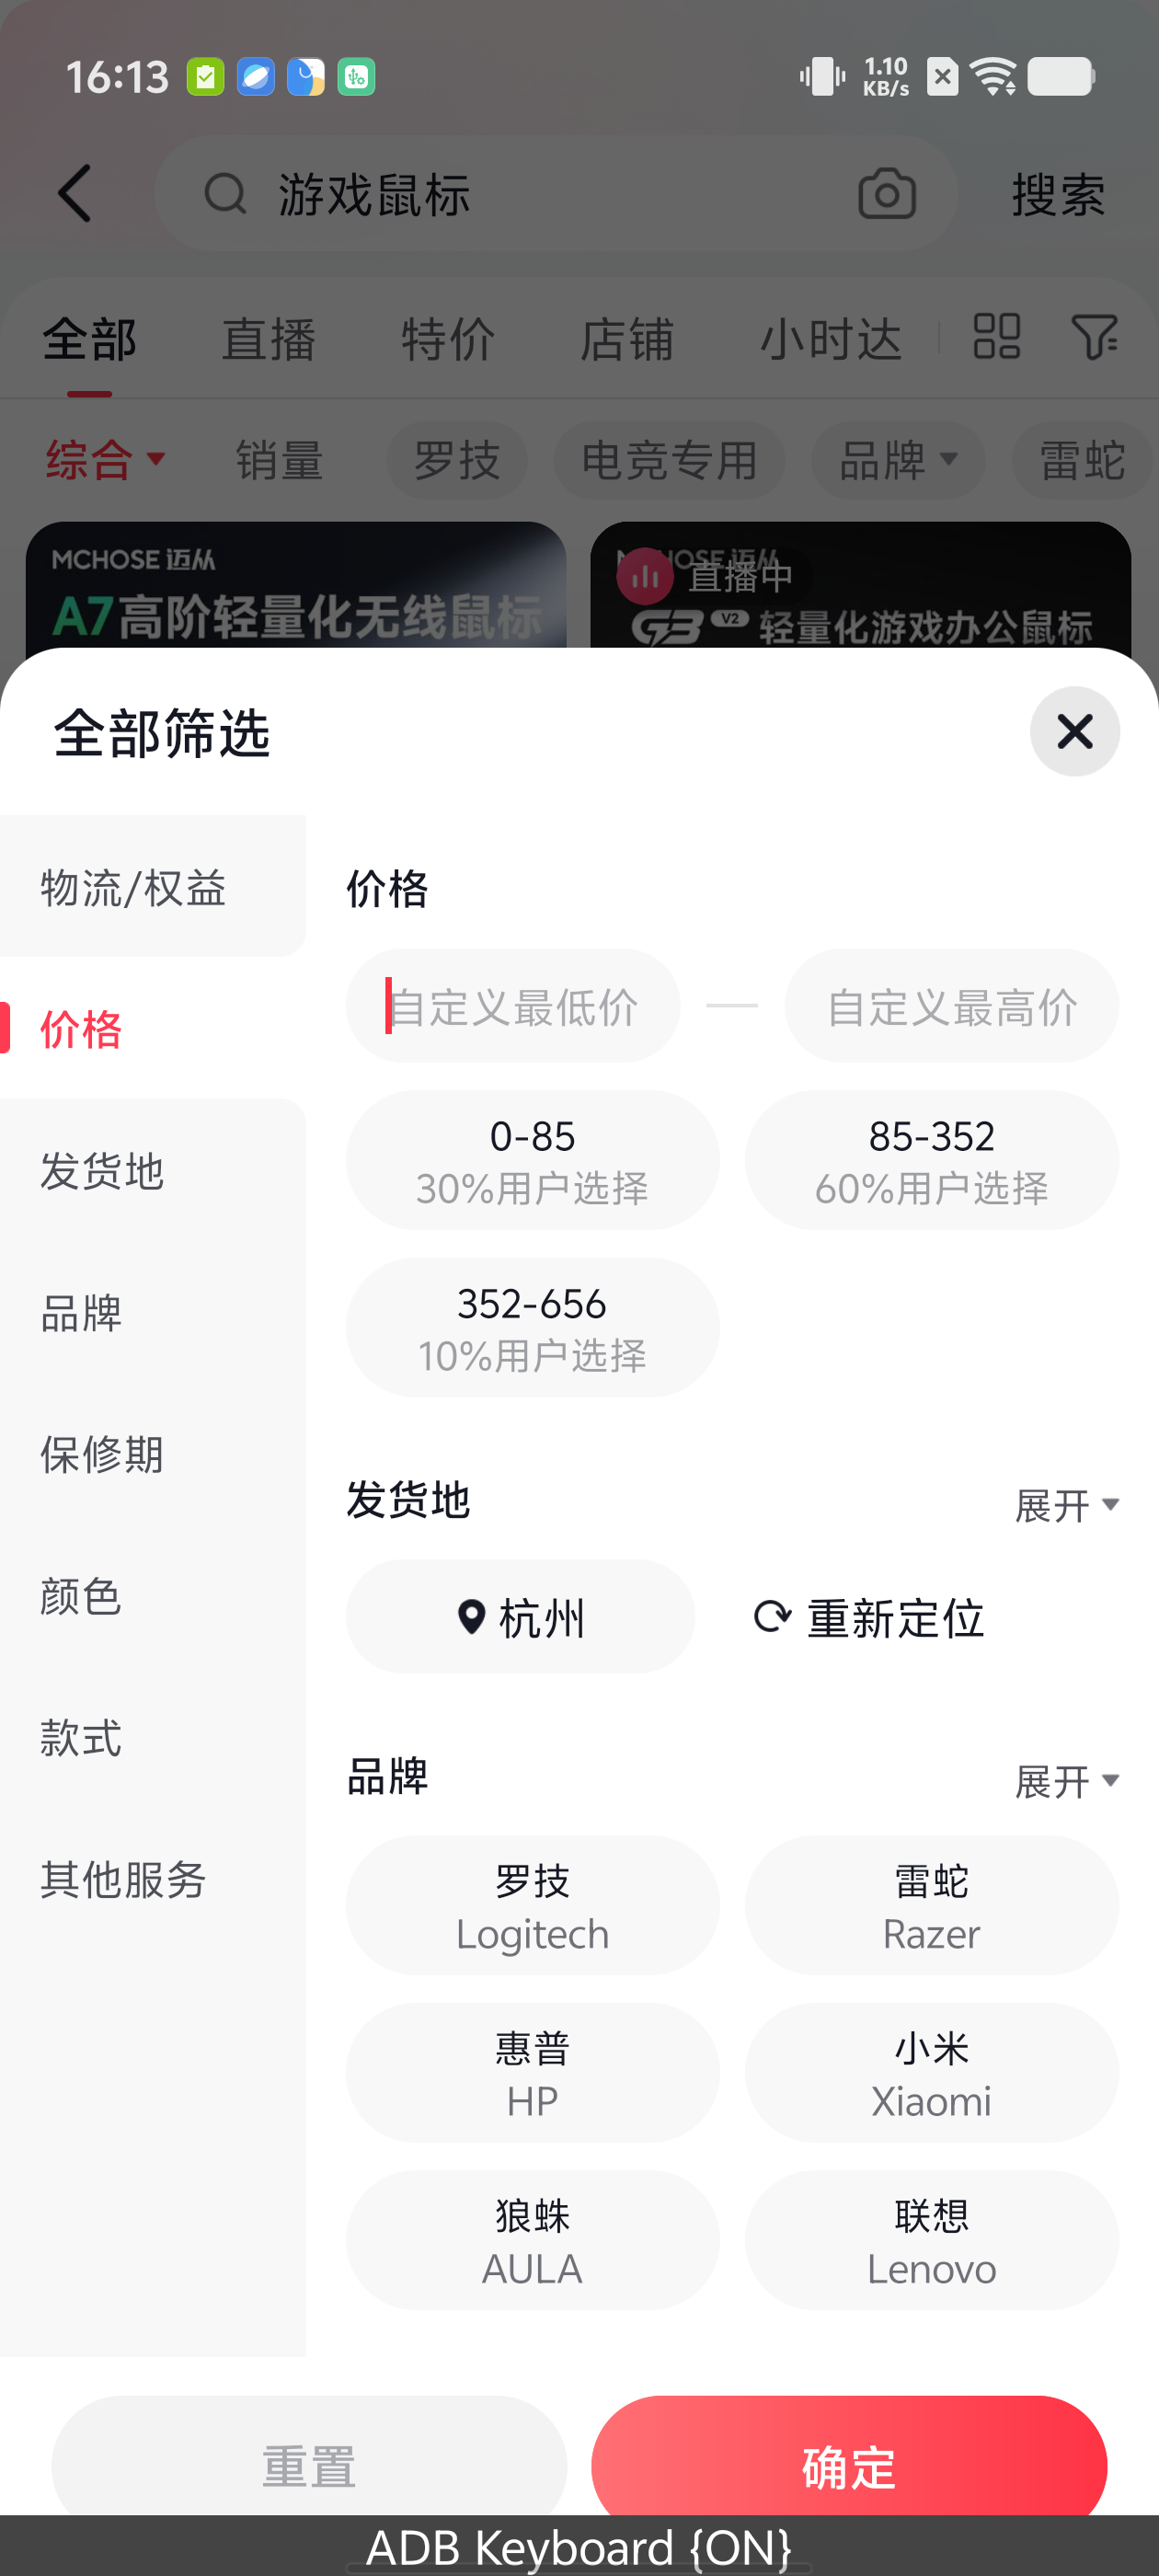 16:13
1.10
KB/s
游戏鼠标
搜索
全部
直播
特价
店铺
小时达
综合
销量
罗技
电竞专用
品牌
雷蛇
MCHOSE 迈从
A7高阶轻量化无线鼠标
MCHOSE 迈从
直播中
G3 V2 轻量化游戏办公鼠标
全部筛选
物流/权益
价格
发货地
品牌
保修期
颜色
款式
其他服务
价格
自定义最低价
自定义最高价
0-85
30%用户选择
85-352
60%用户选择
352-656
10%用户选择
发货地
展开
杭州
重新定位
品牌
展开
罗技
Logitech
雷蛇
Razer
惠普
HP
小米
Xiaomi
狼蛛
AULA
联想
Lenovo
重置
确定
ADB Keyboard {ON}